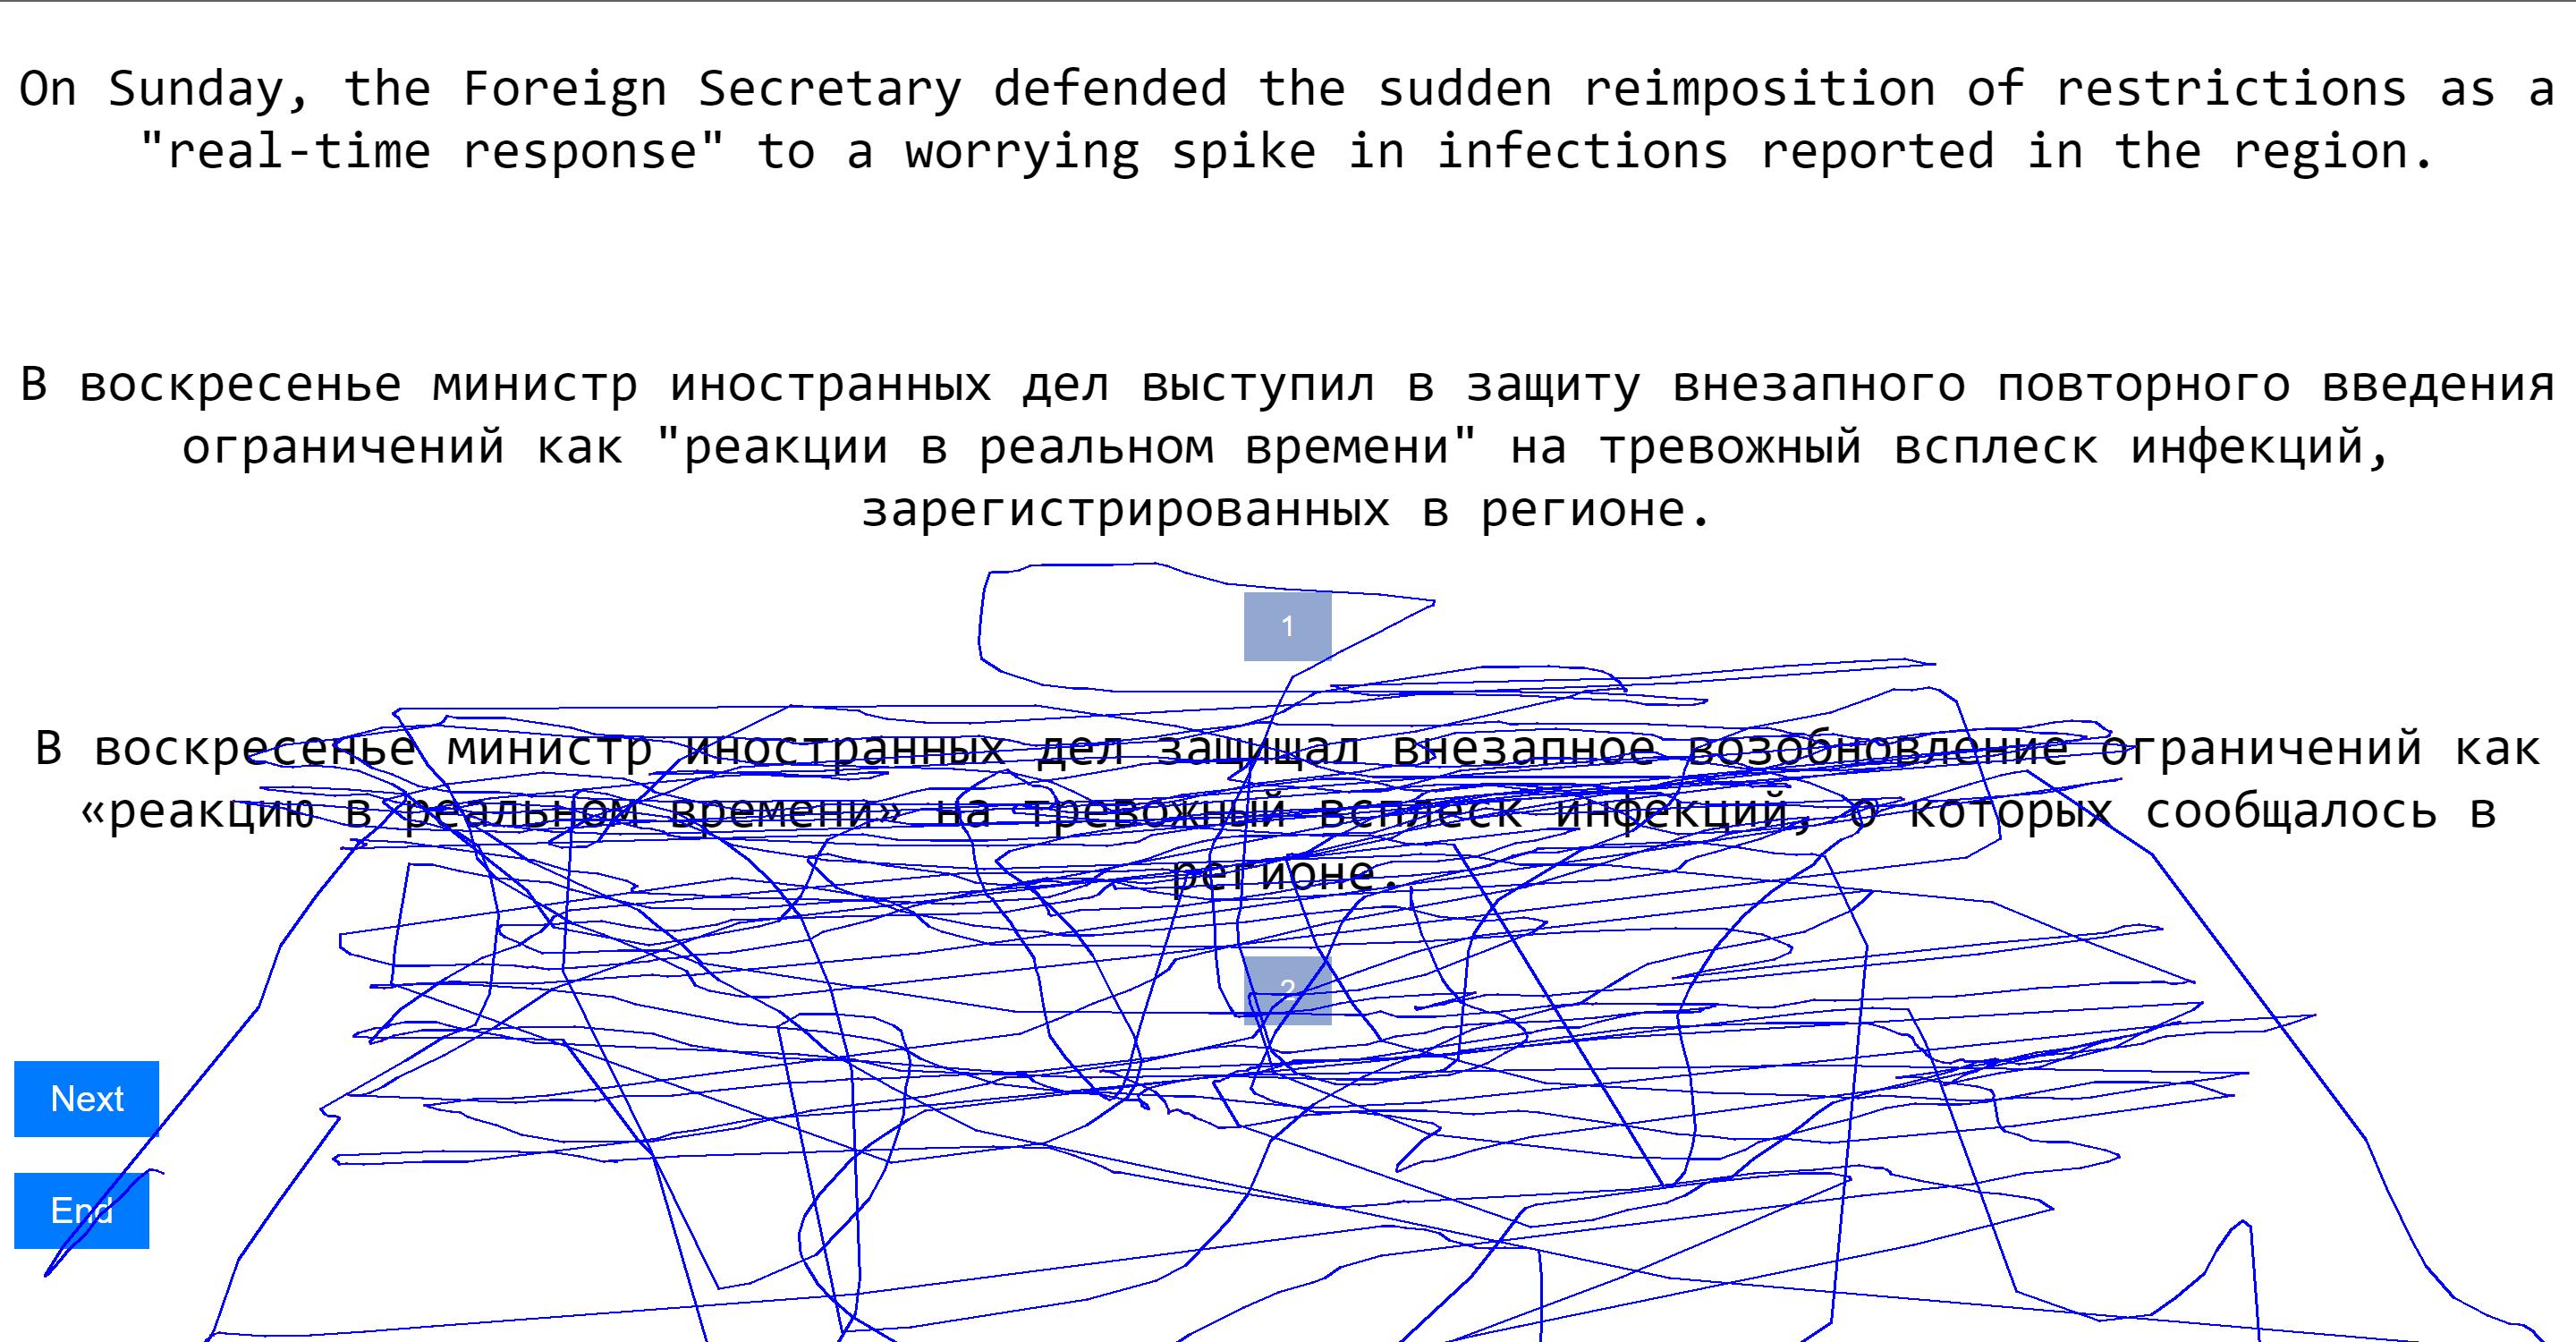 On Sunday, the Foreign Secretary defended the sudden reimposition of restrictions as a
"real-time response" to a worrying spike in infections reported in the region.
В воскресенье министр иностранных дел выступил в защиту внезапного повторного введения
ограничений как "реакции в реальном времени" на тревожный всплеск инфекций,
зарегистрированных в регионе.
1
В воскресенье министр иностранных дел защищал внезапное возобновление ограничений как
«реакцию в реальном времени» на тревожный всплеск инфекций, о которых сообщалось в
регионе.
2
Next
End